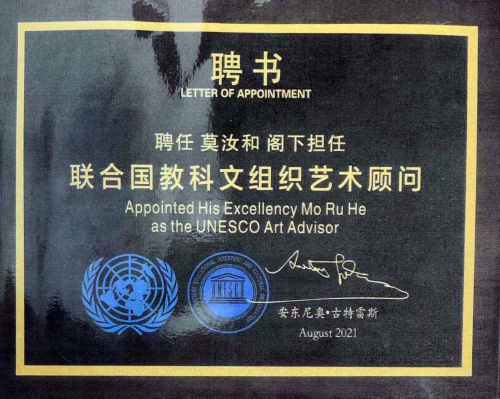 聘书
LETTER OF APPOINTMENT
聘任 莫汝和 阁下担任
联合国教科文组织艺术顾问
Appointed His Excellency Mo Ru He
as the UNESCO Art Advisor
UNESCO
安东尼奥·古特雷斯
August 2021